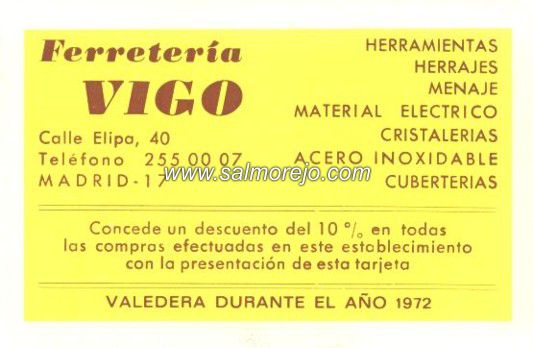 Ferretería
VIGO
Calle Elipa, 40
Teléfono 255 00 07
MADRID-17
HERRAMIENTAS
HERRAJES
MENAJE
MATERIAL ELECTRICO
CRISTALERIAS
ACERO INOXIDABLE
CUBERTERIAS
www.salmorejo.com
Concede un descuento del 10 % en todas
las compras efectuadas en este establecimiento
con la presentación de esta tarjeta
VALEDERA DURANTE EL AÑO 1972